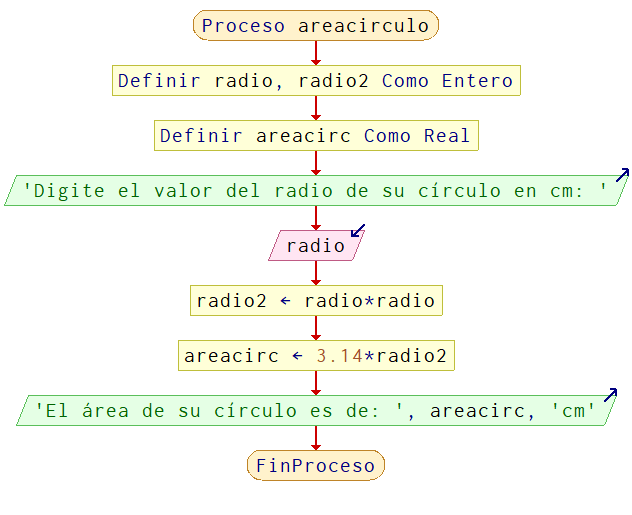 Proceso areacirculo
Definir radio, radio2 Como Entero
Definir areacirc Como Real
'Digite el valor del radio de su círculo en cm: '
radio
radio2 ← radio*radio
areacirc ← 3.14*radio2
'El área de su círculo es de: ', areacirc, 'cm'
FinProceso